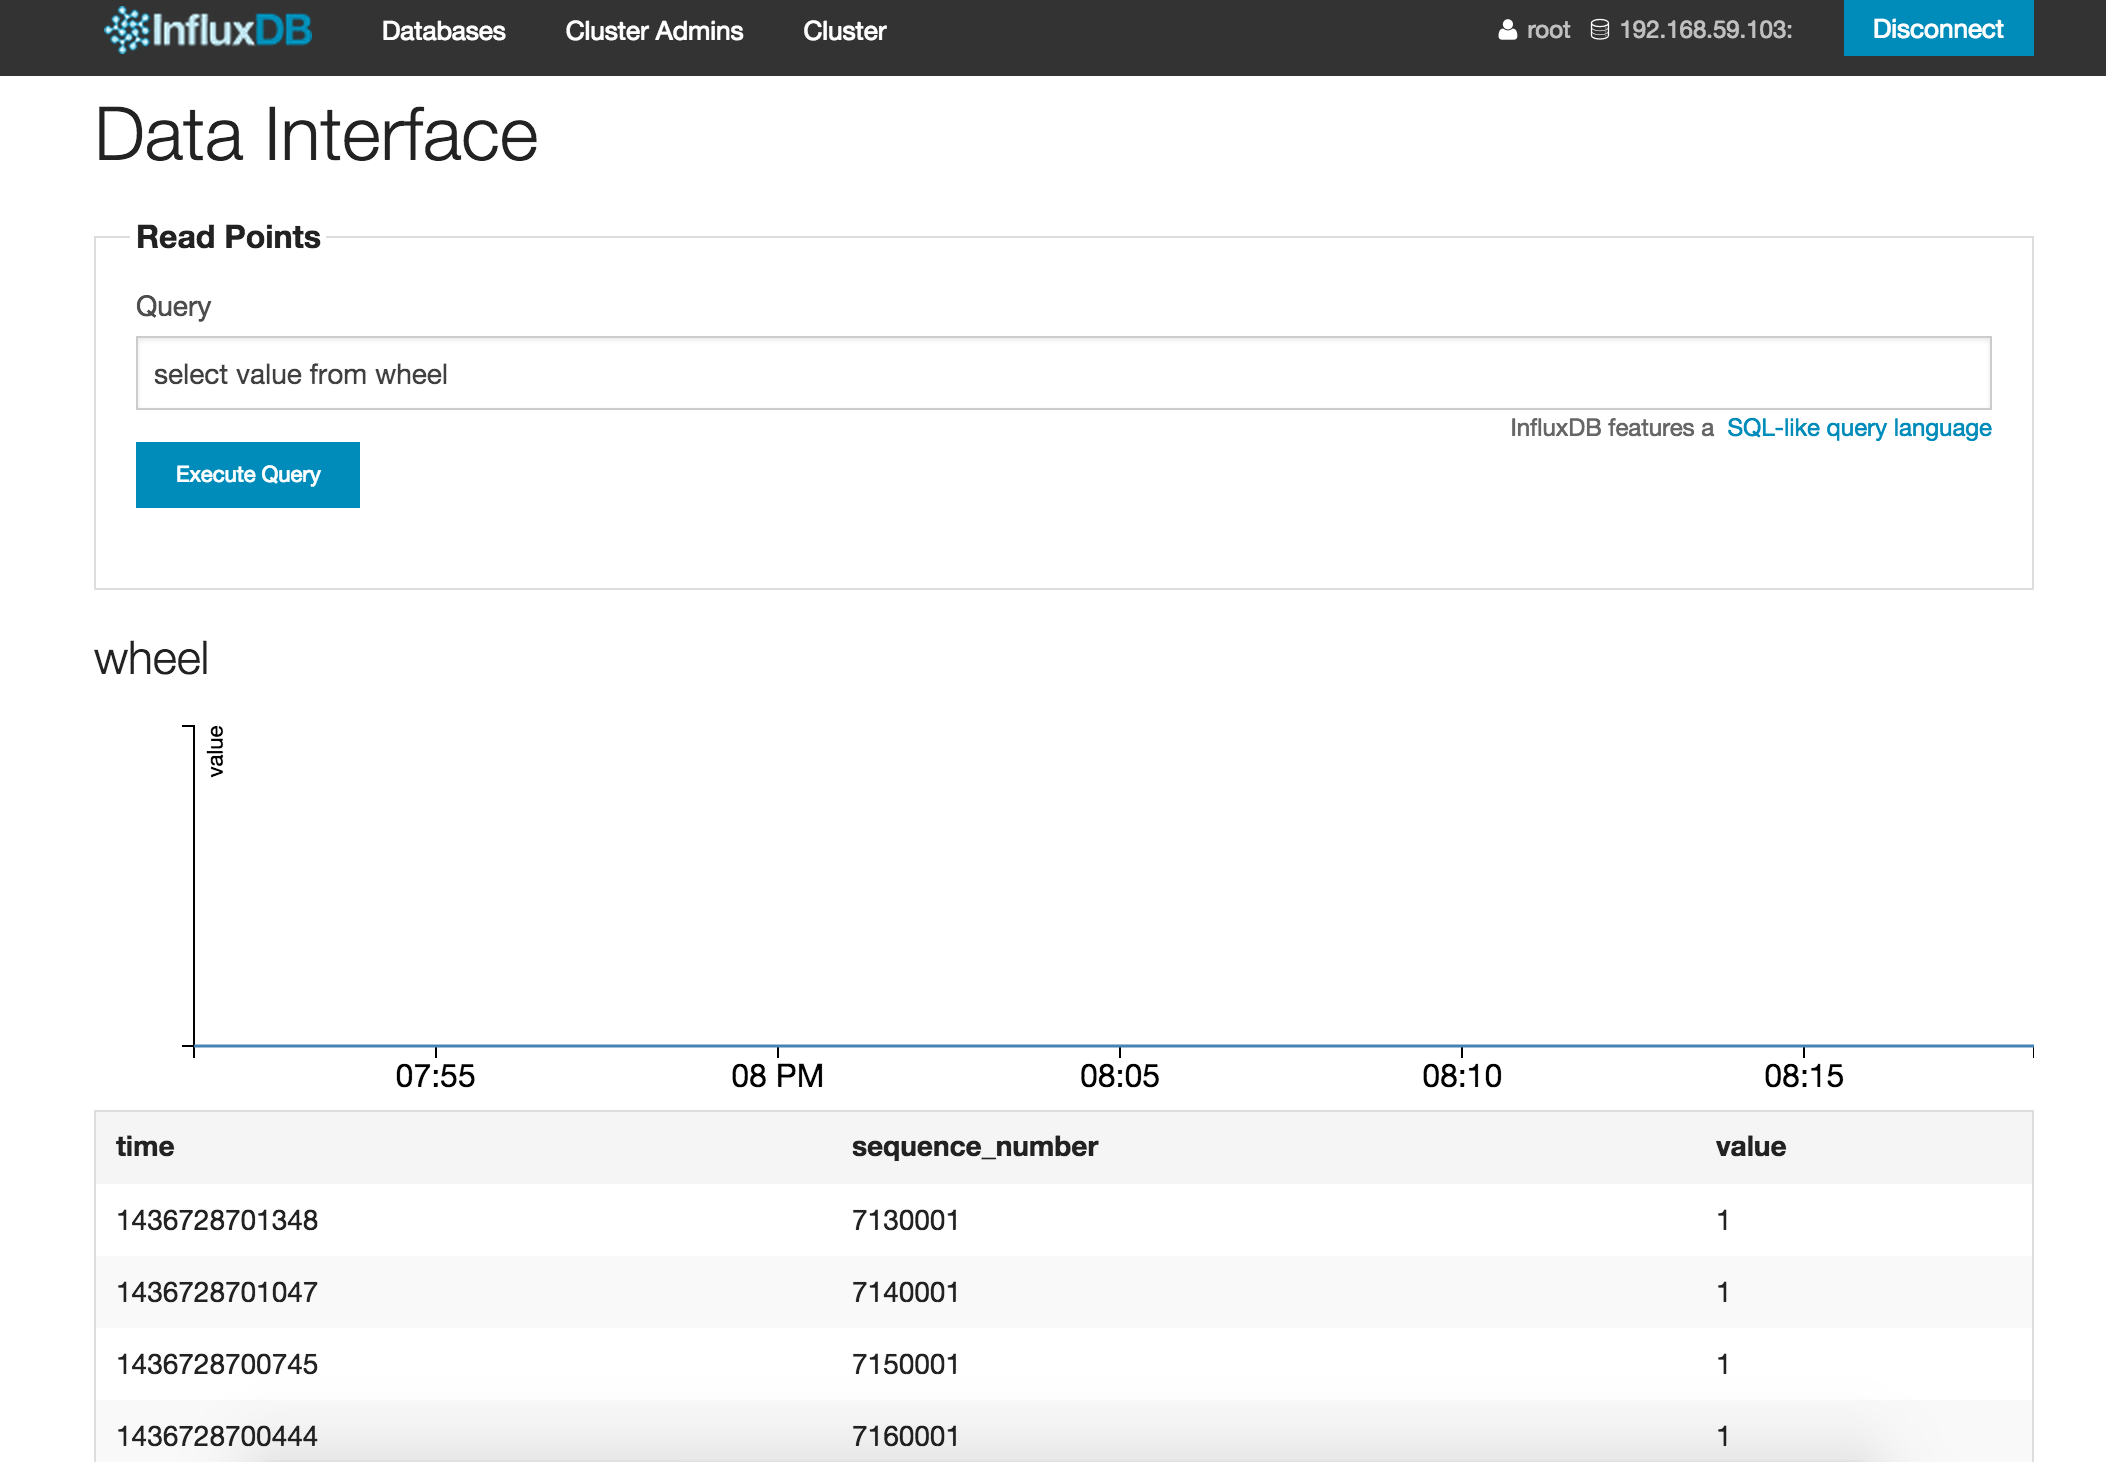 InfluxDB Databases Cluster Admins Cluster root 192.168.59.103: Disconnect
Data Interface
Read Points
Query
select value from wheel
InfluxDB features a SQL-like query language
Execute Query
wheel
value
07:55 08 PM 08:05 08:10 08:15
time sequence_number value
1436728701348 7130001 1
1436728701047 7140001 1
1436728700745 7150001 1
1436728700444 7160001 1